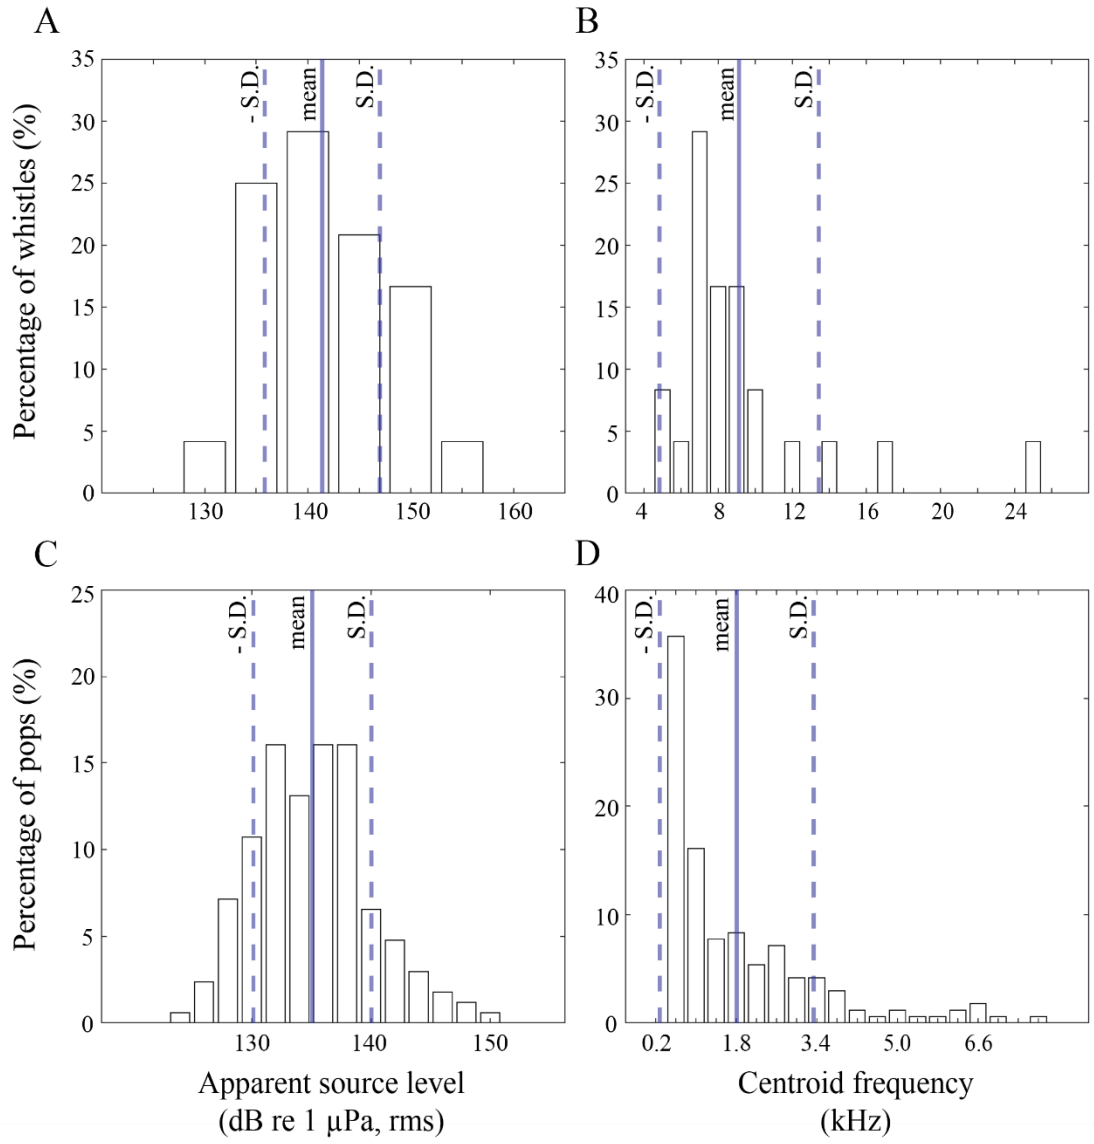 A
B
35
30
25
20
15
10
5
0
Percentage of whistles (%)
- S.D.
mean
S.D.
130
140
150
160
35
30
25
20
15
10
5
0
- S.D.
mean
S.D.
4
8
12
16
20
24
C
D
25
20
15
10
5
0
Percentage of pops (%)
- S.D.
mean
S.D.
130
140
150
Apparent source level
(dB re 1 µPa, rms)
40
30
20
10
0
- S.D.
mean
S.D.
0.2
1.8
3.4
5.0
6.6
Centroid frequency
(kHz)